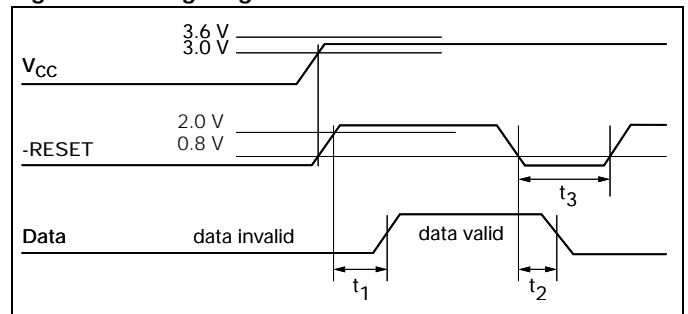 3.6 V
3.0 V
VCC
2.0 V
-RESET
0.8 V
t3
Data
data invalid
data valid
t1
t2